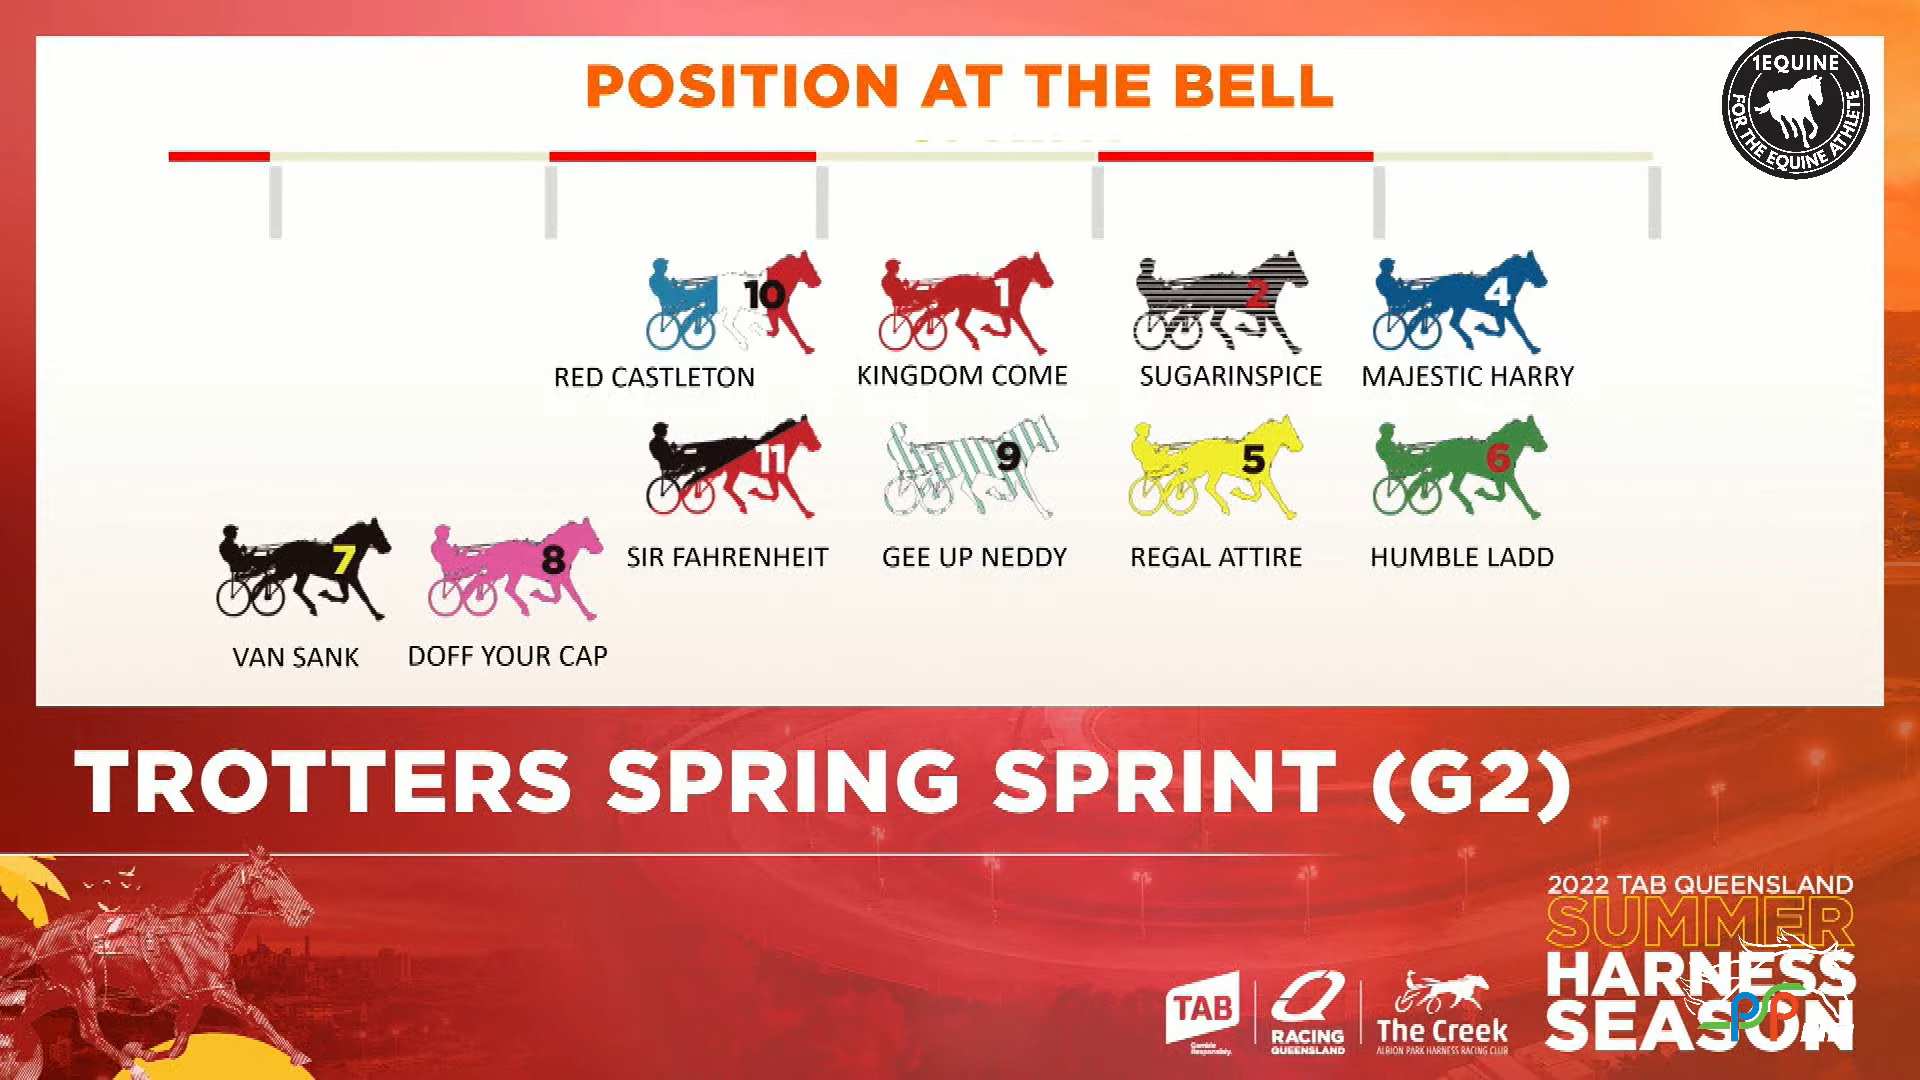 POSITION AT THE BELL
1EQUINE
FOR THE EQUINE ATHLETE
10
1
2
4
RED CASTLETON
KINGDOM COME
SUGARINSPICE
MAJESTIC HARRY
11
9
5
6
7
8
SIR FAHRENHEIT
GEE UP NEDDY
REGAL ATTIRE
HUMBLE LADD
VAN SANK
DOFF YOUR CAP
TROTTERS SPRING SPRINT (G2)
2022 TAB QUEENSLAND
SUMMER
HARNESS
SEASON
PFP
TAB
Gamble
Responsibly.
RACING
QUEENSLAND
The Creek
ALBION PARK HARNESS RACING CLUB